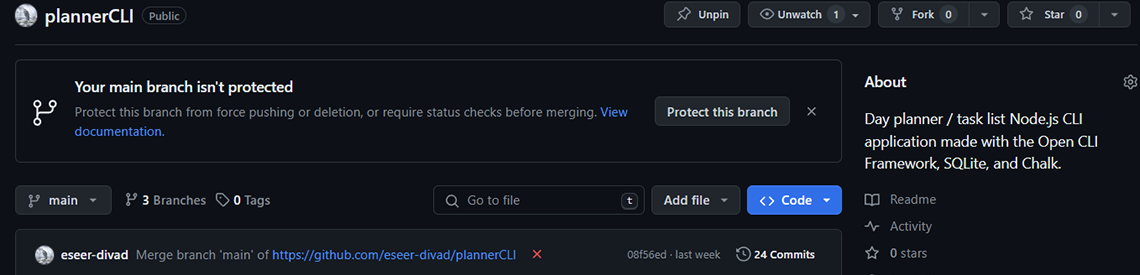 plannerCLI Public Unpin Unwatch 1 Fork 0 Star 0
Your main branch isn't protected
Protect this branch from force pushing or deletion, or require status checks before merging. View
documentation.
Protect this branch
main 3 Branches 0 Tags Go to file t Add file Code
eseer-divad Merge branch 'main' of https://github.com/eseer-divad/plannerCLI 08f56ed · last week 24 Commits
About
Day planner / task list Node.js CLI
application made with the Open CLI
Framework, SQLite, and Chalk.
Readme
Activity
0 stars